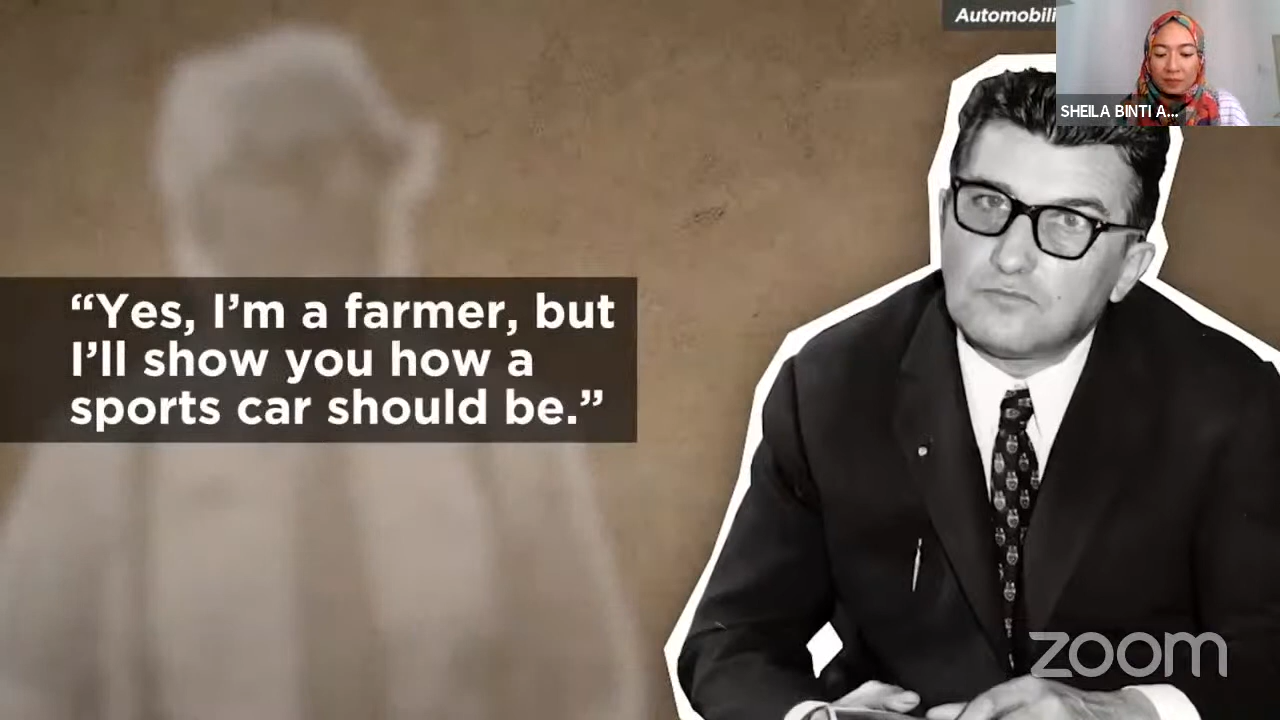 Automobili
SHEILA BINTI A...
“Yes, I’m a farmer, but
I’ll show you how a
sports car should be.”
zoom